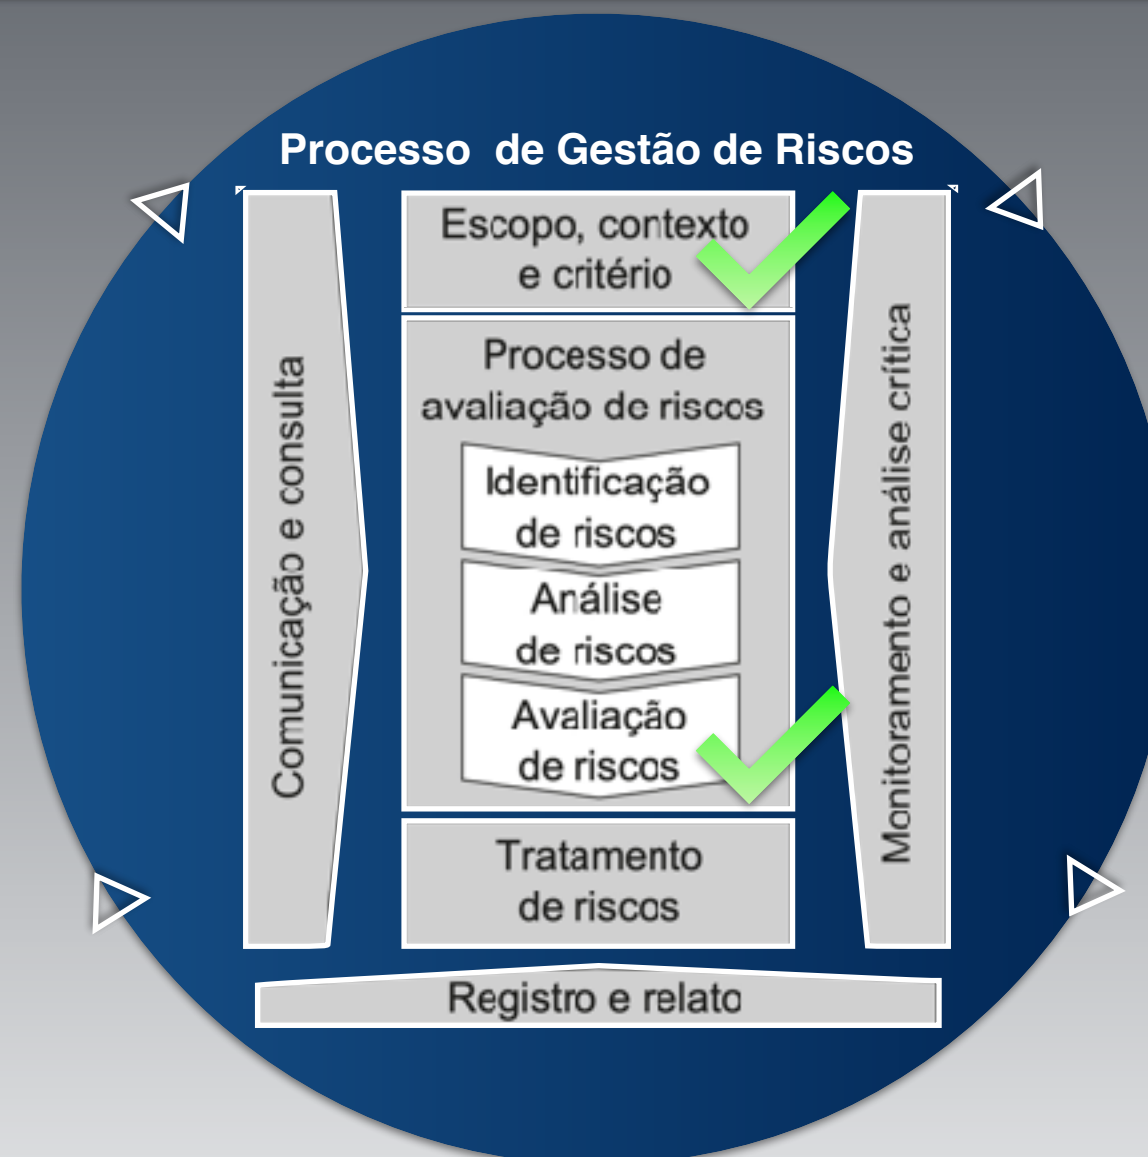 Processo de Gestão de Riscos
Escopo, contexto
e critério
Comunicação e consulta
Processo de
avaliação de riscos
Identificação
de riscos
Análise
de riscos
Avaliação
de riscos
Monitoramento e análise crítica
Tratamento
de riscos
Registro e relato